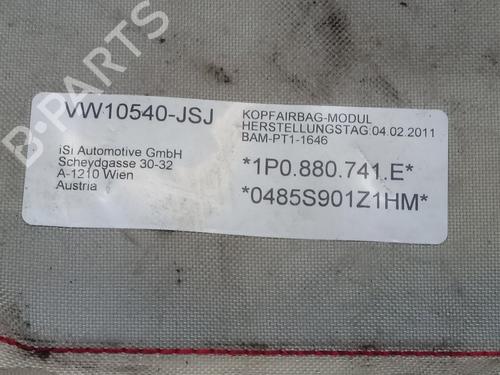 B-PARTS
VW10540-JSJ
iSi Automotive GmbH
Scheydgasse 30-32
A-1210 Wien
Austria
KOPFAIRBAG-MODUL
HERSTELLUNGSTAG 04.02.2011
BAM-PT1-1646
*1P0.880.741.E*
*0485S901Z1HM*